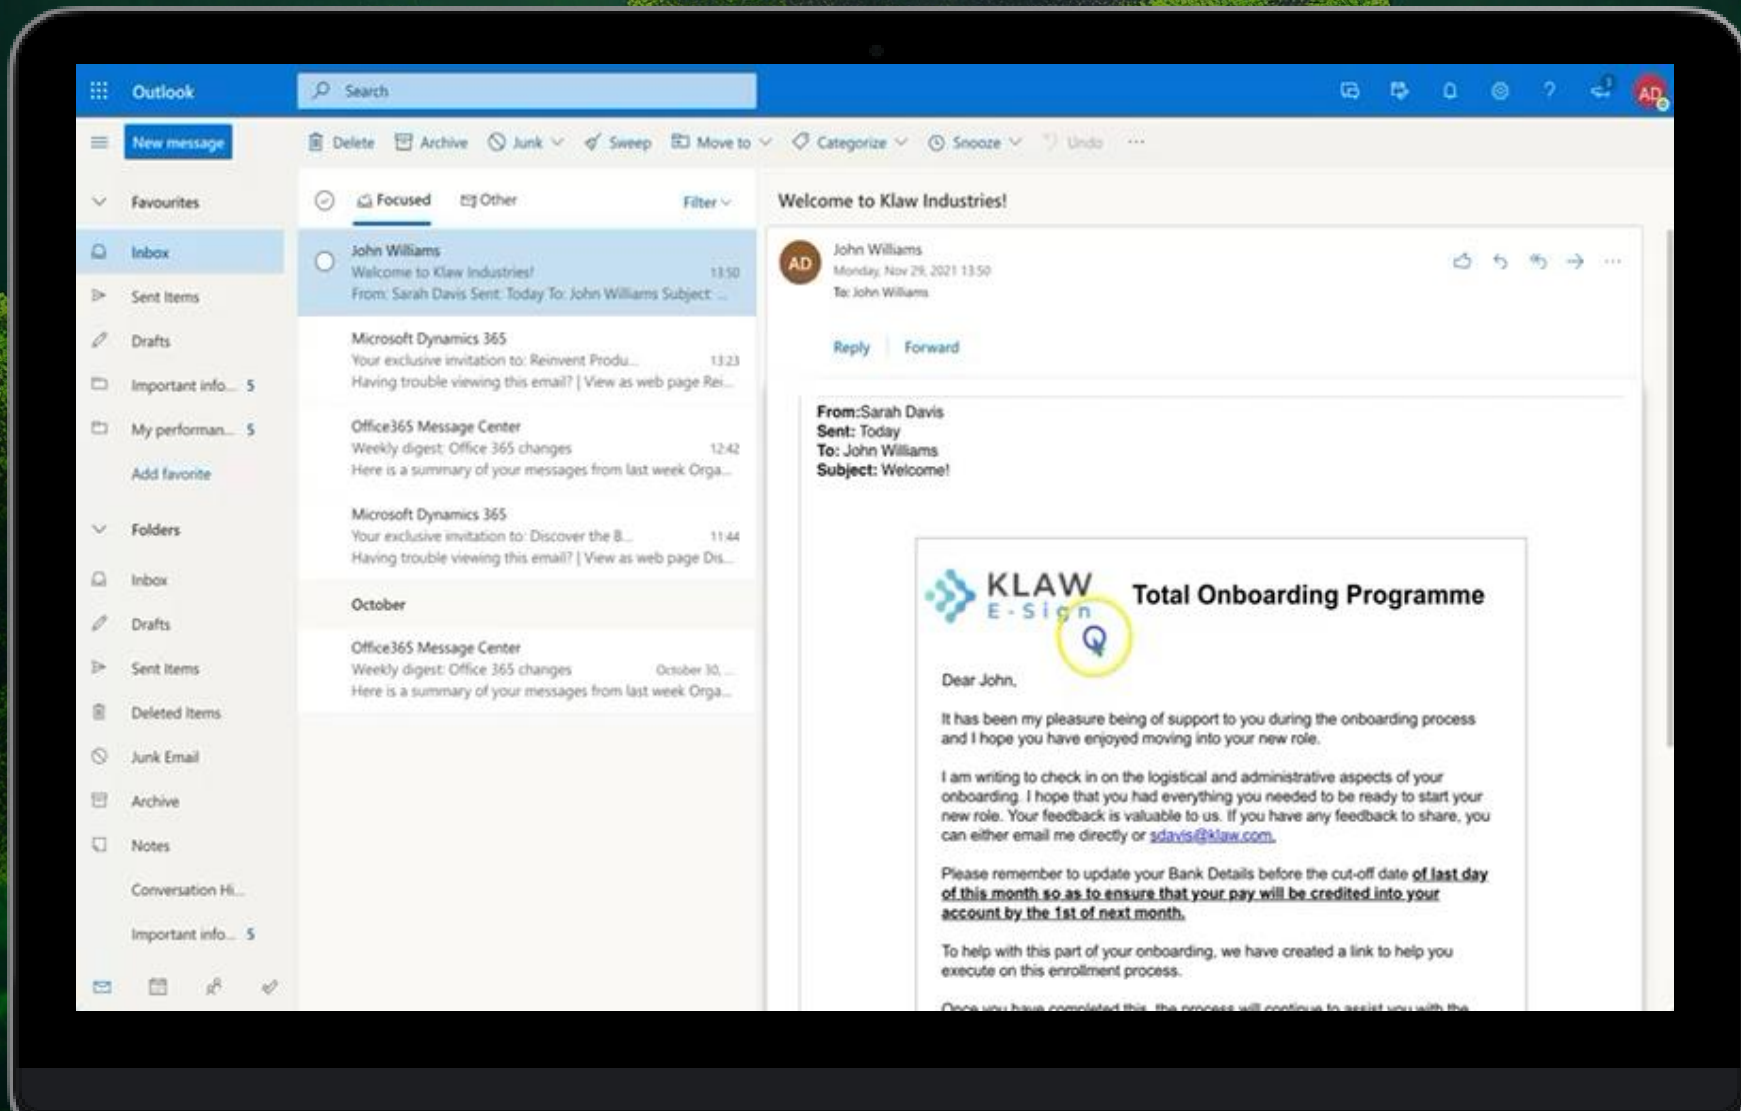 Outlook
Search
AD
New message
Delete
Archive
Junk
Sweep
Move to
Categorize
Snooze
Undo
Favourites
Inbox
Sent Items
Drafts
Important info... 5
My performan... 5
Add favorite
Folders
Inbox
Drafts
Sent Items
Deleted Items
Junk Email
Archive
Notes
Conversation Hi...
Important info... 5
Focused
Other
Filter
John Williams
Welcome to Klaw Industries! 13:50
From: Sarah Davis Sent: Today To: John Williams Subject: ...
Microsoft Dynamics 365
Your exclusive invitation to: Reinvent Produ... 13:23
Having trouble viewing this email? | View as web page Rei...
Office365 Message Center
Weekly digest: Office 365 changes 12:42
Here is a summary of your messages from last week Orga...
Microsoft Dynamics 365
Your exclusive invitation to: Discover the B... 11:44
Having trouble viewing this email? | View as web page Dis...
October
Office365 Message Center
Weekly digest: Office 365 changes October 30, ...
Here is a summary of your messages from last week Orga...
Welcome to Klaw Industries!
AD
John Williams
Monday, Nov 29, 2021 13:50
To: John Williams
Reply
Forward
From:Sarah Davis
Sent: Today
To: John Williams
Subject: Welcome!
KLAW
E-Sign
Total Onboarding Programme
Dear John,
It has been my pleasure being of support to you during the onboarding process
and I hope you have enjoyed moving into your new role.
I am writing to check in on the logistical and administrative aspects of your
onboarding. I hope that you had everything you needed to be ready to start your
new role. Your feedback is valuable to us. If you have any feedback to share, you
can either email me directly or sdavis@klaw.com.
Please remember to update your Bank Details before the cut-off date of last day
of this month so as to ensure that your pay will be credited into your
account by the 1st of next month.
To help with this part of your onboarding, we have created a link to help you
execute on this enrollment process.
Once you have completed this, the process will continue to assist you with the